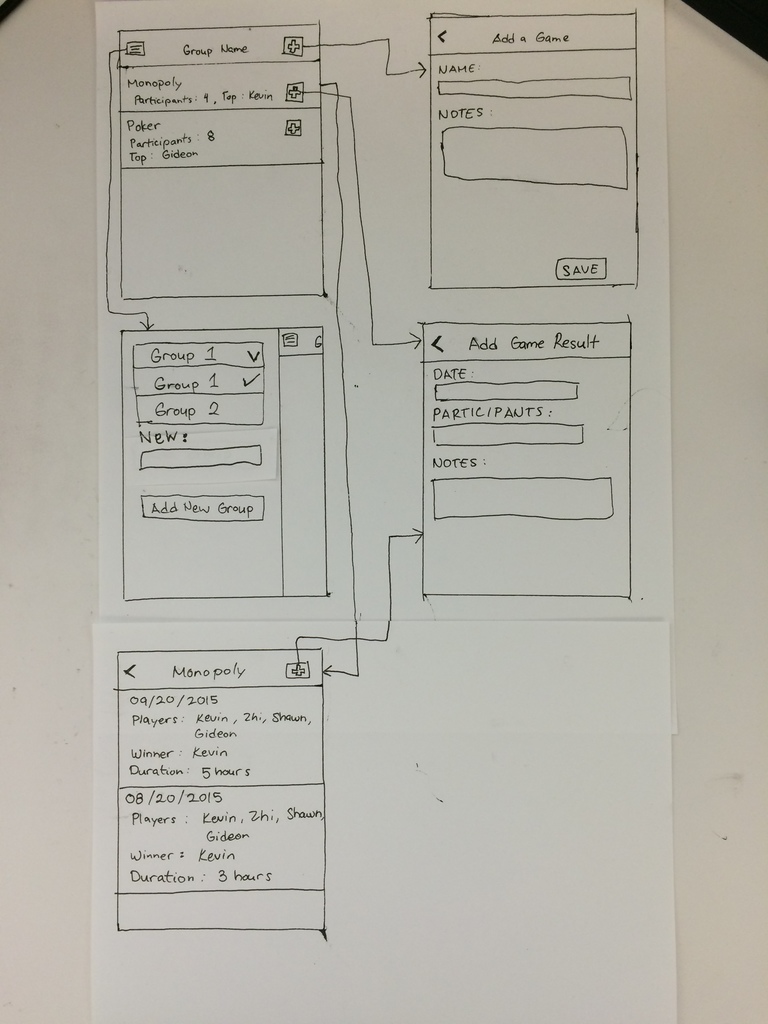 Group Name
Monopoly
Participants: 4, Top: Kevin
Poker
Participants: 8
Top: Gideon
Add a Game
NAME:
NOTES:
SAVE
Group 1
Group 1
Group 2
NEW:
Add New Group
G
Add Game Result
DATE:
PARTICIPANTS:
NOTES:
Monopoly
09/20/2015
Players: Kevin, Zhi, Shawn,
Gideon
Winner: Kevin
Duration: 5 hours
08/20/2015
Players: Kevin, Zhi, Shawn,
Gideon
Winner: Kevin
Duration: 3 hours